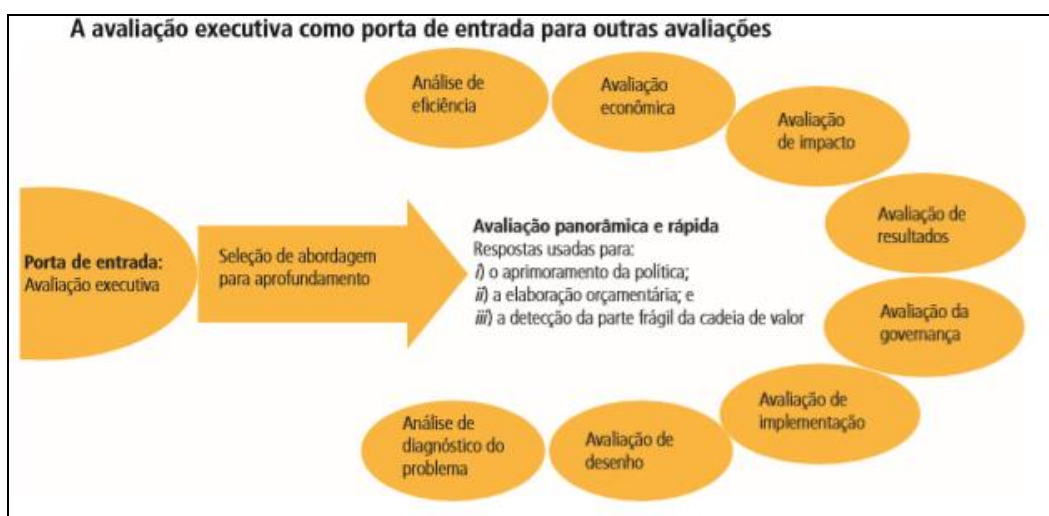 A avaliação executiva como porta de entrada para outras avaliações
Análise de
eficiência
Avaliação
econômica
Avaliação
de impacto
Avaliação de
resultados
Avaliação da
governança
Avaliação de
implementação
Avaliação de
desenho
Análise de
diagnóstico do
problema
Porta de entrada:
Avaliação executiva
Seleção de abordagem
para aprofundamento
Avaliação panorâmica e rápida
Respostas usadas para:
i) o aprimoramento da política;
ii) a elaboração orçamentária; e
iii) a detecção da parte frágil da cadeia de valor